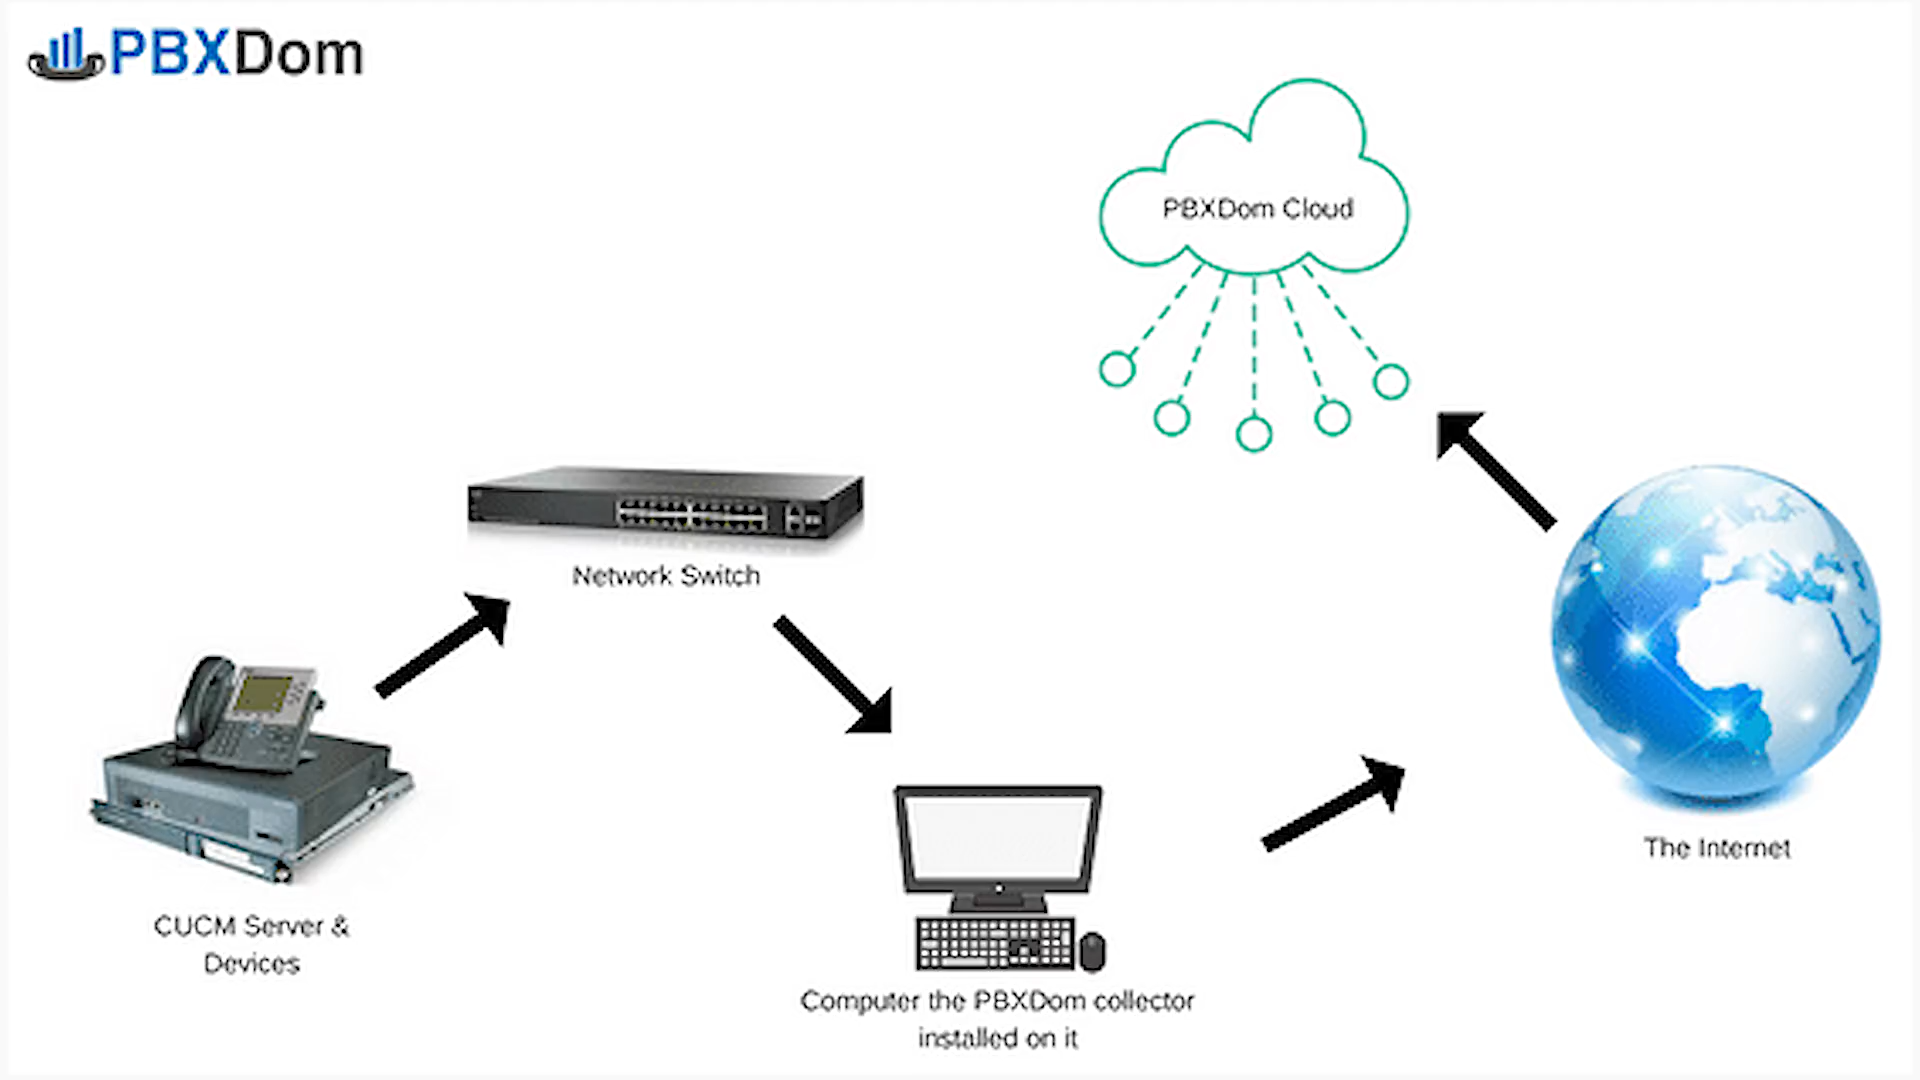 PBXDom
PBXDom Cloud
Network Switch
The Internet
CUCM Server &
Devices
Computer the PBXDom collector
installed on it